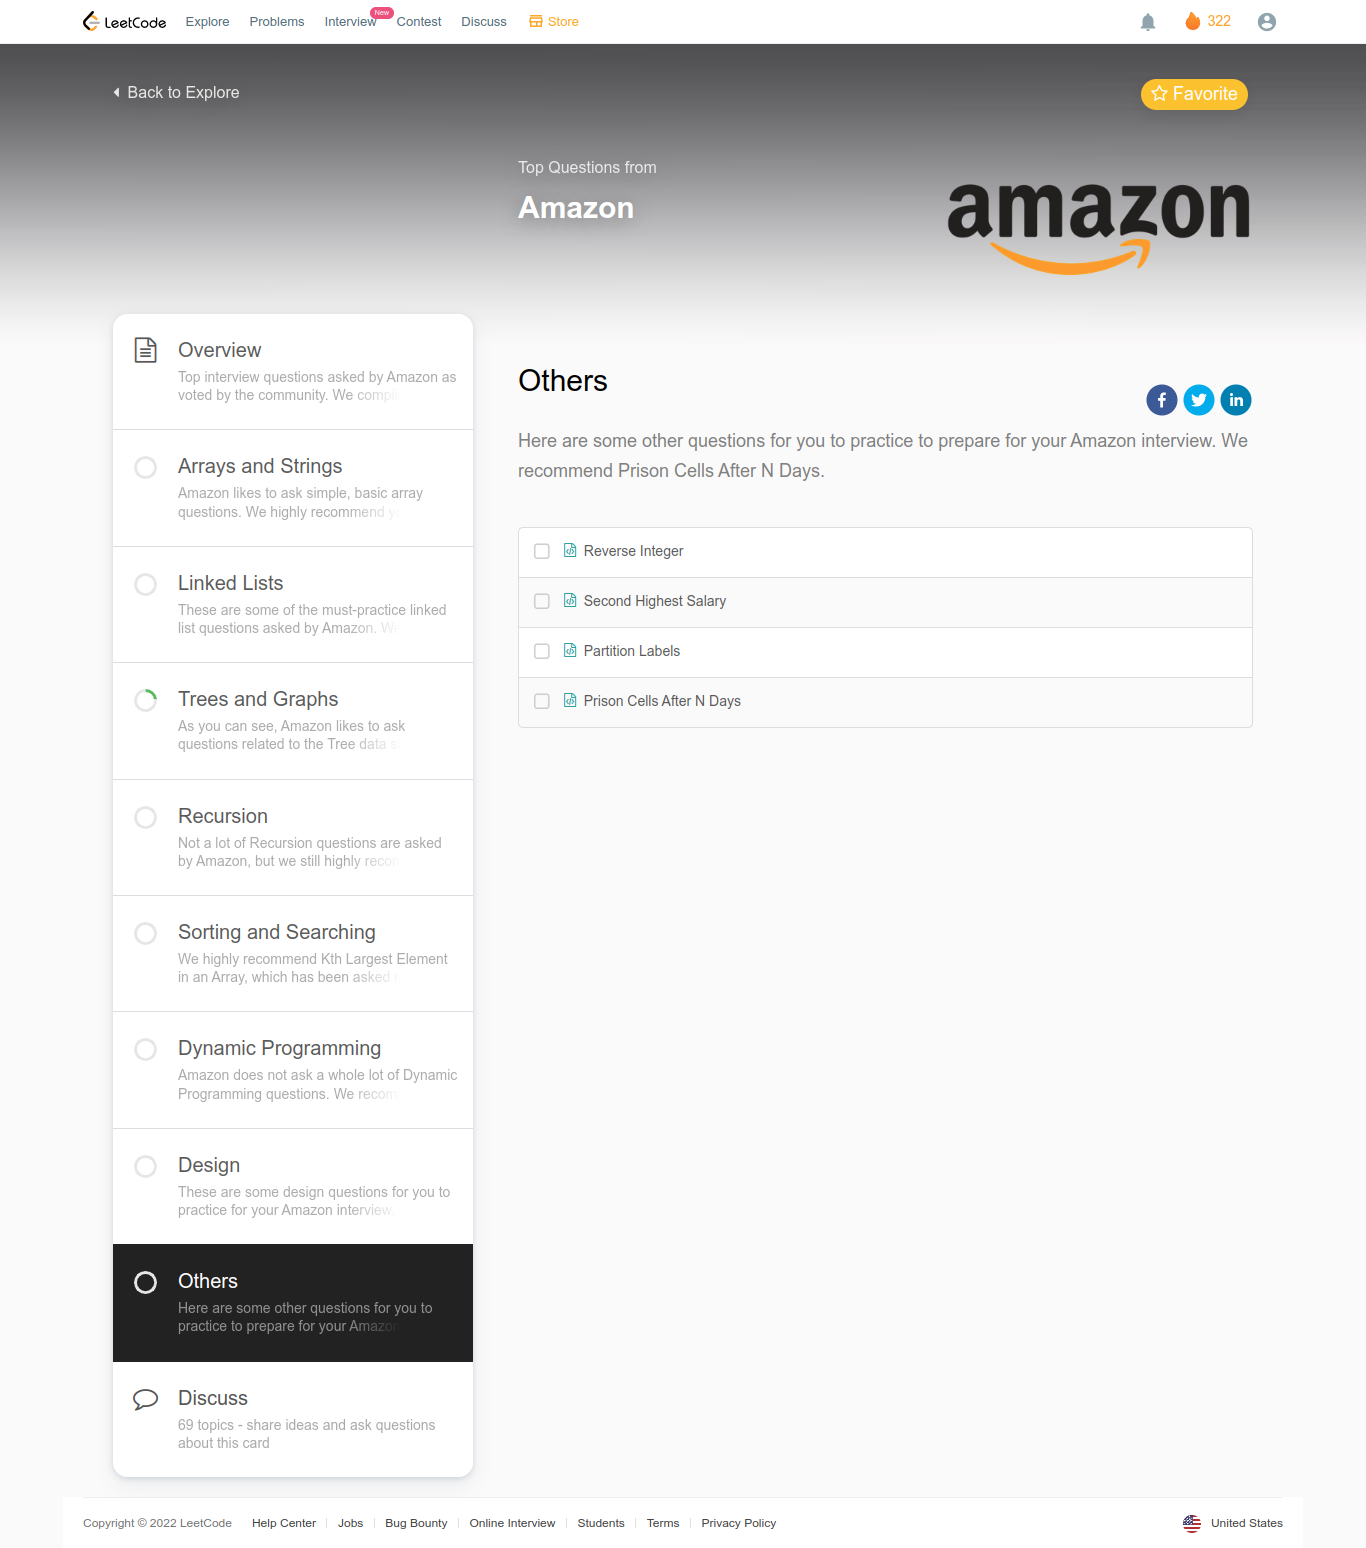 LeetCode Explore Problems Interview New Contest Discuss Store 322
Back to Explore
Favorite
Top Questions from
Amazon
amazon
Overview
Top interview questions asked by Amazon as
voted by the community. We compi
Arrays and Strings
Amazon likes to ask simple, basic array
questions. We highly recommend y
Linked Lists
These are some of the must-practice linked
list questions asked by Amazon. We
Trees and Graphs
As you can see, Amazon likes to ask
questions related to the Tree data s
Recursion
Not a lot of Recursion questions are asked
by Amazon, but we still highly recom
Sorting and Searching
We highly recommend Kth Largest Element
in an Array, which has been asked
Dynamic Programming
Amazon does not ask a whole lot of Dynamic
Programming questions. We recom
Design
These are some design questions for you to
practice for your Amazon interview.
Others
Here are some other questions for you to
practice to prepare for your Amazon
Discuss
69 topics - share ideas and ask questions
about this card
Others
Here are some other questions for you to practice to prepare for your Amazon interview. We
recommend Prison Cells After N Days.
Reverse Integer
Second Highest Salary
Partition Labels
Prison Cells After N Days
Copyright © 2022 LeetCode Help Center Jobs Bug Bounty Online Interview Students Terms Privacy Policy United States